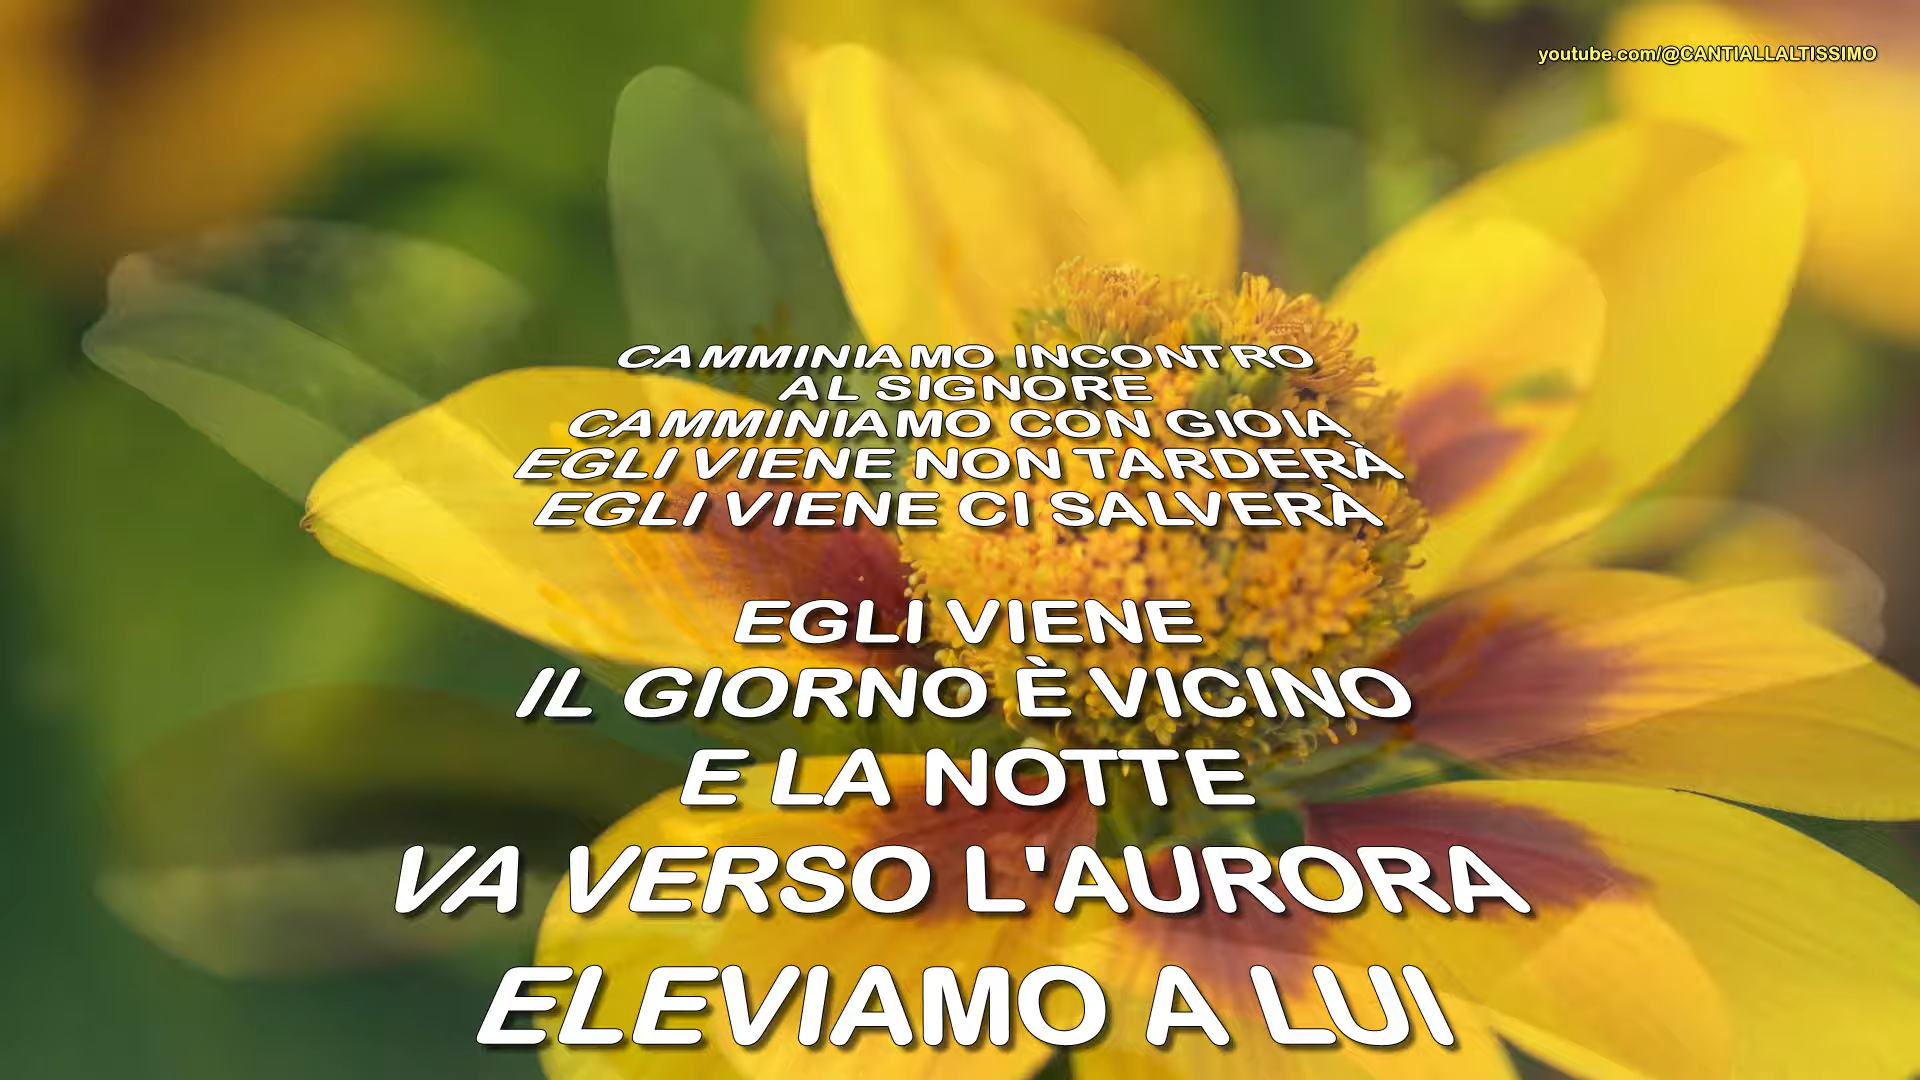 youtube.com/@CANTIALLALTISSIMO
CAMMINIAMO INCONTRO
AL SIGNORE
CAMMINIAMO CON GIOIA
EGLI VIENE NON TARDERÀ
EGLI VIENE CI SALVERÀ
EGLI VIENE
IL GIORNO È VICINO
E LA NOTTE
VA VERSO L'AURORA
ELEVIAMO A LUI